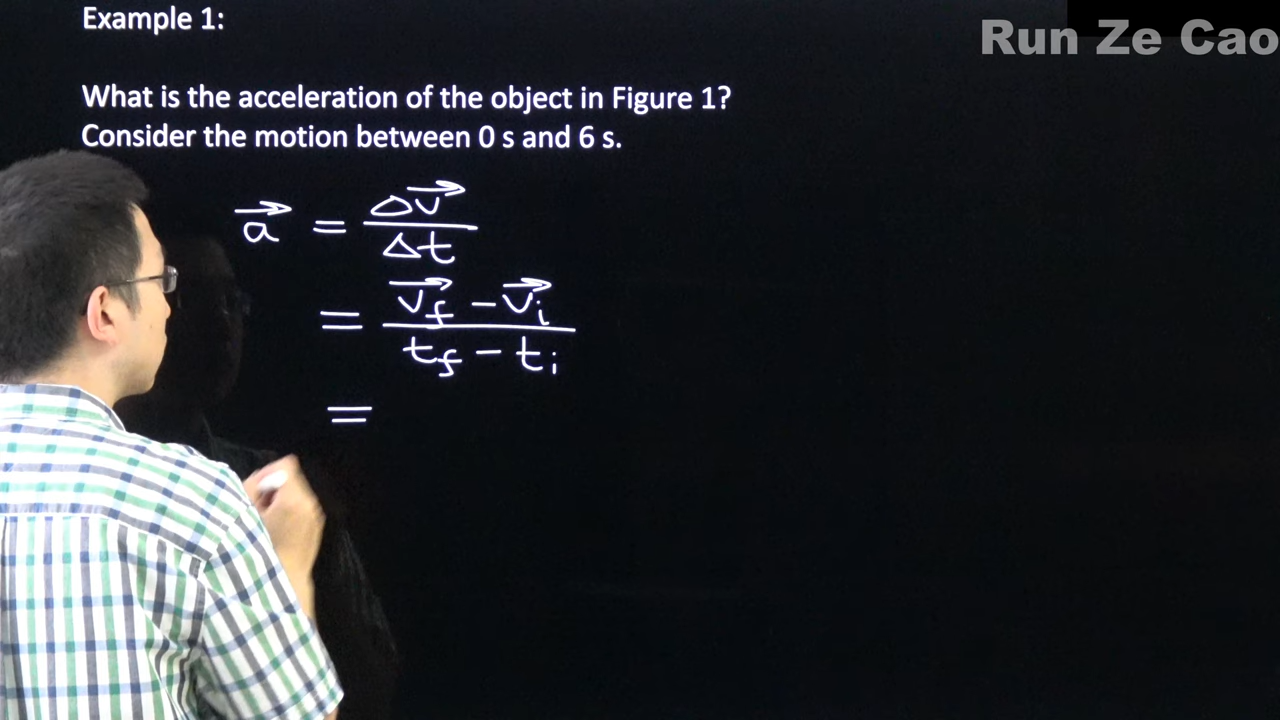 Example 1:
Run Ze Cao
What is the acceleration of the object in Figure 1?
Consider the motion between 0 s and 6 s.
a⃗ = Δv⃗ / Δt
= v⃗f − v⃗i / tf − ti
=